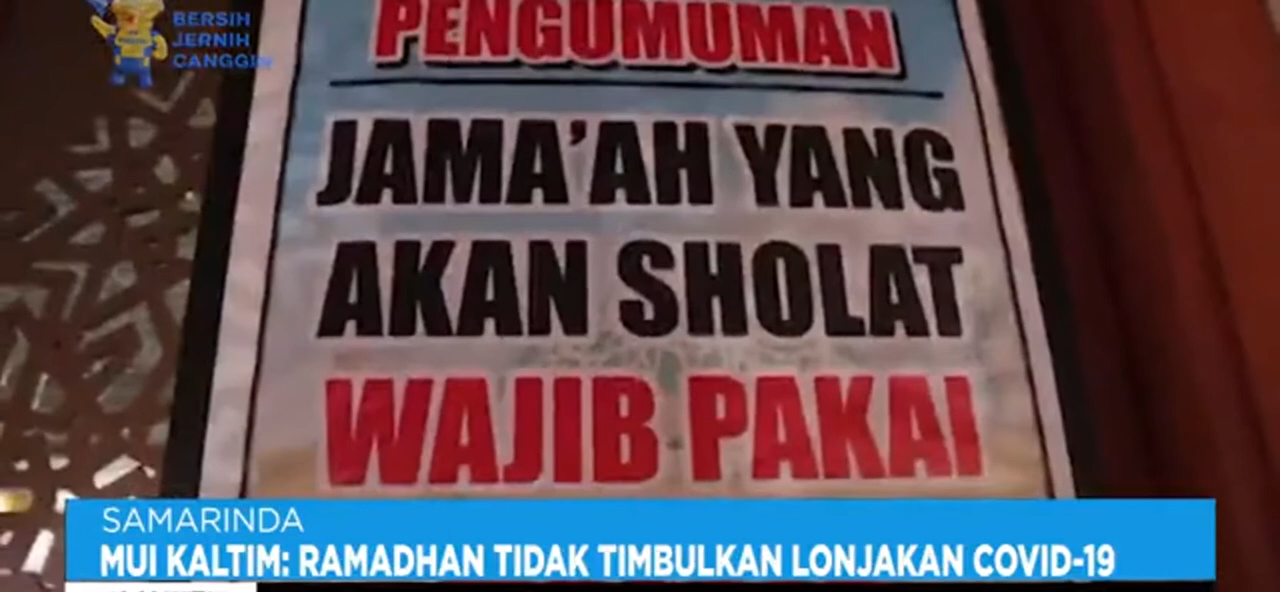 BERSIH
JERNIH
CANGGIH
PENGUMUMAN
JAMA'AH YANG
AKAN SHOLAT
WAJIB PAKAI
SAMARINDA
MUI KALTIM: RAMADHAN TIDAK TIMBULKAN LONJAKAN COVID-19